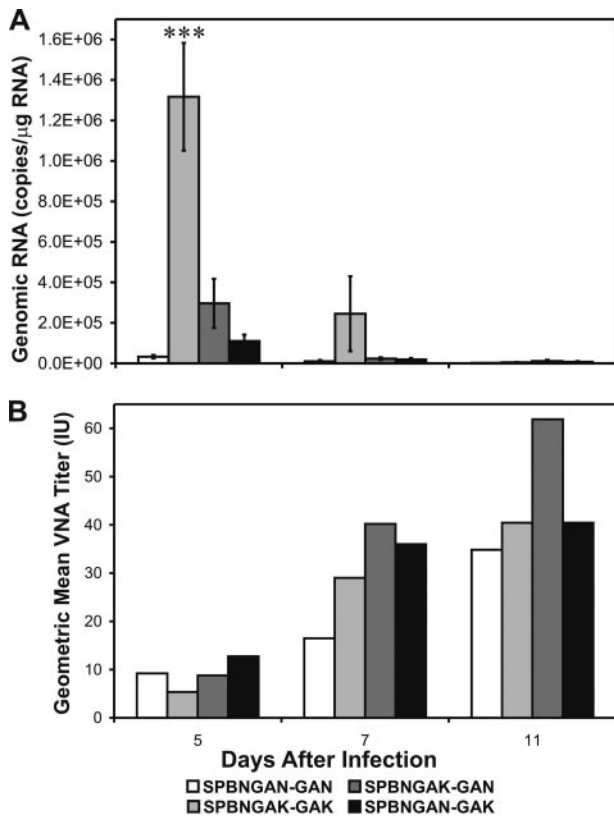 A
***
1.6E+06
1.4E+06
1.2E+06
1.0E+06
8.0E+05
6.0E+05
4.0E+05
2.0E+05
0.0E+00
Genomic RNA (copies/μg RNA)
B
60
50
40
30
20
10
0
Geometric Mean VNA Titer (IU)
5 7 11
Days After Infection
SPBNGAN-GAN SPBNGAK-GAN
SPBNGAK-GAK SPBNGAN-GAK